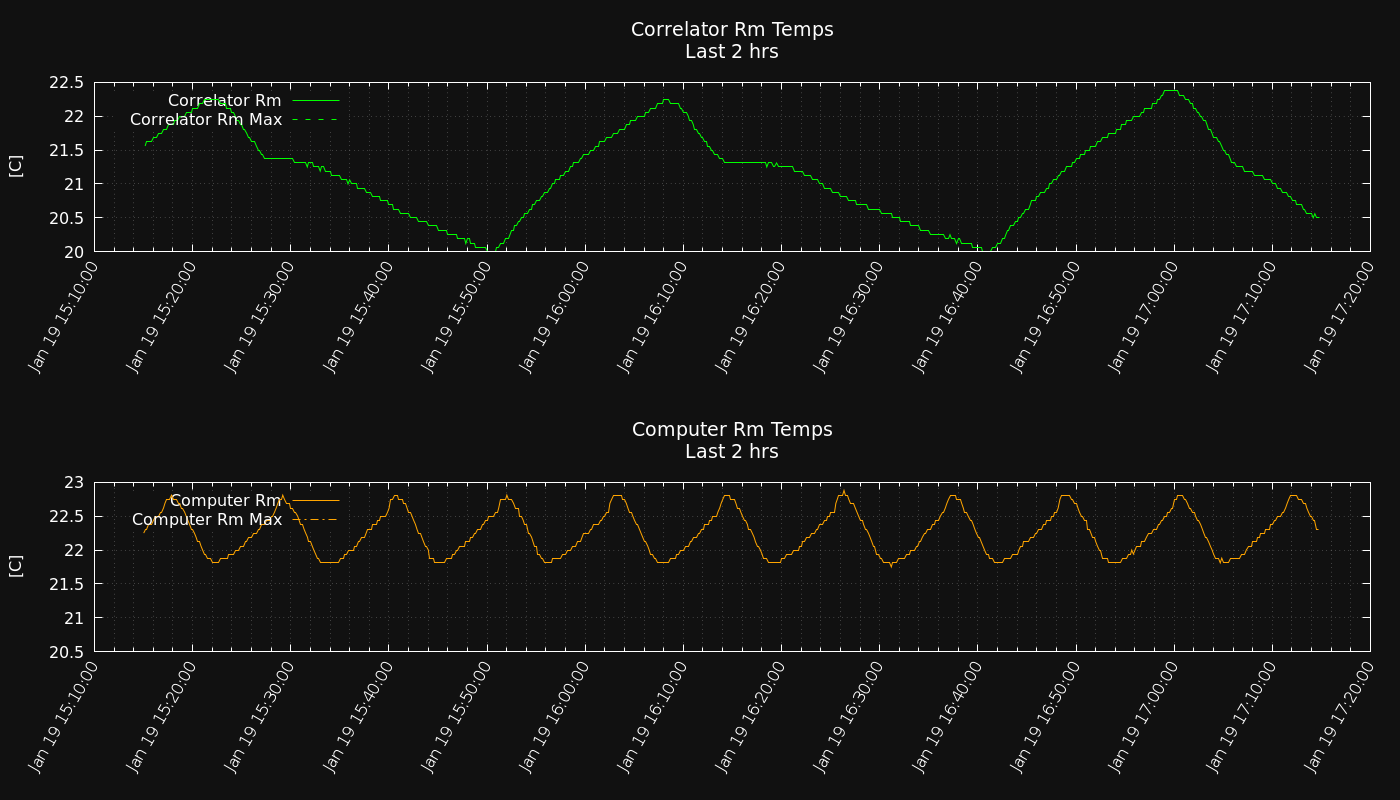 Correlator Rm Temps
Last 2 hrs
22.5
22
21.5
21
20.5
20
[C]
Correlator Rm
Correlator Rm Max
Jan 19 15:10:00
Jan 19 15:20:00
Jan 19 15:30:00
Jan 19 15:40:00
Jan 19 15:50:00
Jan 19 16:00:00
Jan 19 16:10:00
Jan 19 16:20:00
Jan 19 16:30:00
Jan 19 16:40:00
Jan 19 16:50:00
Jan 19 17:00:00
Jan 19 17:10:00
Jan 19 17:20:00
Computer Rm Temps
Last 2 hrs
23
22.5
22
21.5
21
20.5
[C]
Computer Rm
Computer Rm Max
Jan 19 15:10:00
Jan 19 15:20:00
Jan 19 15:30:00
Jan 19 15:40:00
Jan 19 15:50:00
Jan 19 16:00:00
Jan 19 16:10:00
Jan 19 16:20:00
Jan 19 16:30:00
Jan 19 16:40:00
Jan 19 16:50:00
Jan 19 17:00:00
Jan 19 17:10:00
Jan 19 17:20:00